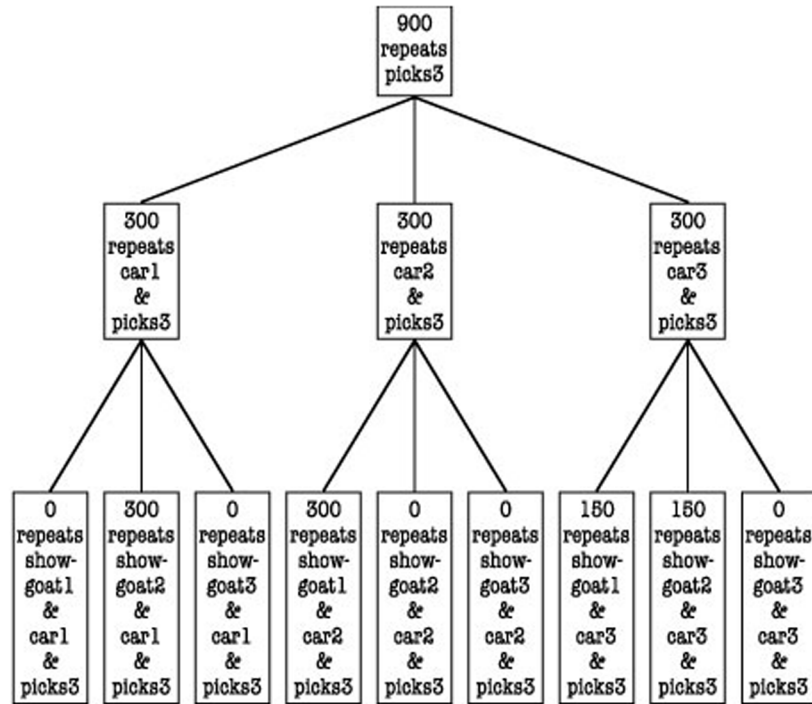 900
repeats
picks3
300
repeats
car1
&
picks3
300
repeats
car2
&
picks3
300
repeats
car3
&
picks3
0
repeats
show-
goat1
&
car1
&
picks3
300
repeats
show-
goat2
&
car1
&
picks3
0
repeats
show-
goat3
&
car1
&
picks3
300
repeats
show-
goat1
&
car2
&
picks3
0
repeats
show-
goat2
&
car2
&
picks3
0
repeats
show-
goat3
&
car2
&
picks3
150
repeats
show-
goat1
&
car3
&
picks3
150
repeats
show-
goat2
&
car3
&
picks3
0
repeats
show-
goat3
&
car3
&
picks3